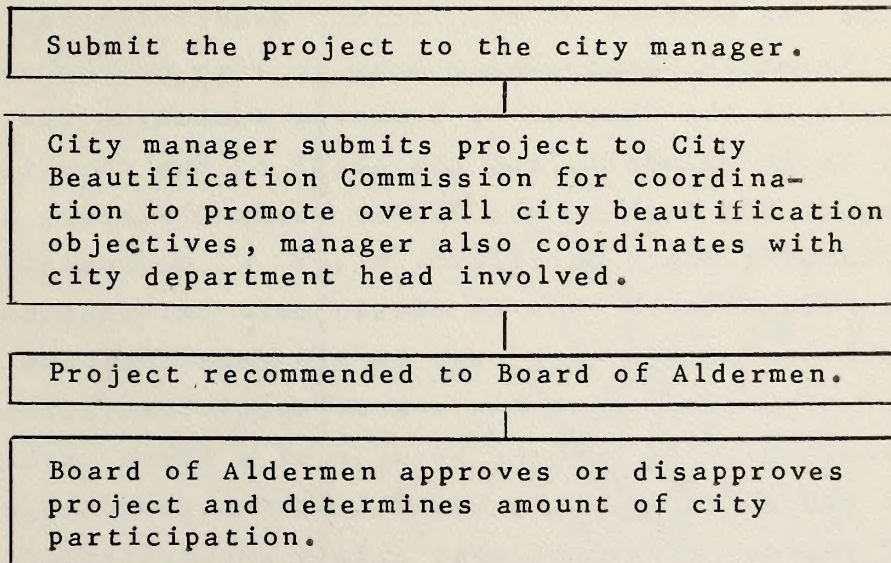 Submit the project to the city manager.
City manager submits project to City
Beautification Commission for coordina-
tion to promote overall city beautification
objectives, manager also coordinates with
city department head involved.
Project recommended to Board of Aldermen.
Board of Aldermen approves or disapproves
project and determines amount of city
participation.